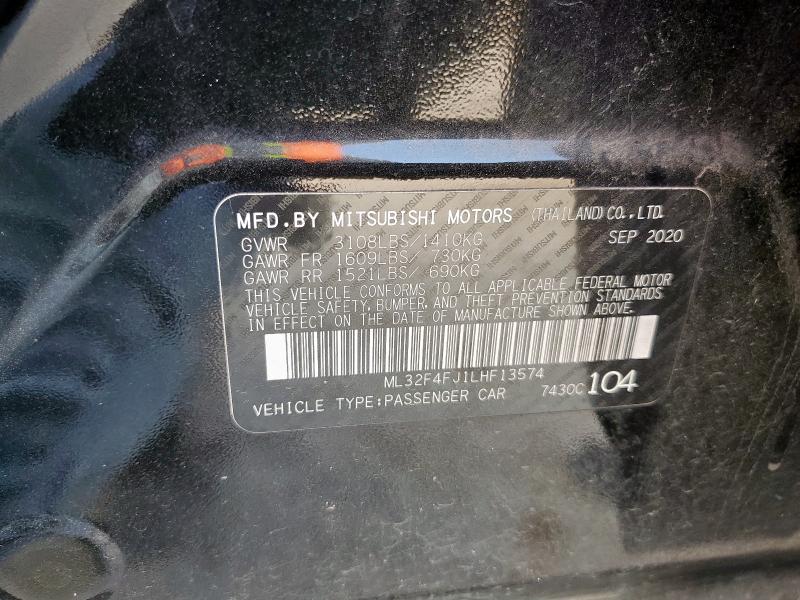 MFD.BY MITSUBISHI MOTORS (THAILAND) CO.,LTD.
GVWR 3108LBS/1410KG SEP 2020
GAWR FR 1609LBS/ 730KG
GAWR RR 1521LBS/ 690KG
THIS VEHICLE CONFORMS TO ALL APPLICABLE FEDERAL MOTOR
VEHICLE SAFETY, BUMPER, AND THEFT PREVENTION STANDARDS
IN EFFECT ON THE DATE OF MANUFACTURE SHOWN ABOVE.
ML32F4FJ1LHF13574
VEHICLE TYPE:PASSENGER CAR 7430C 104